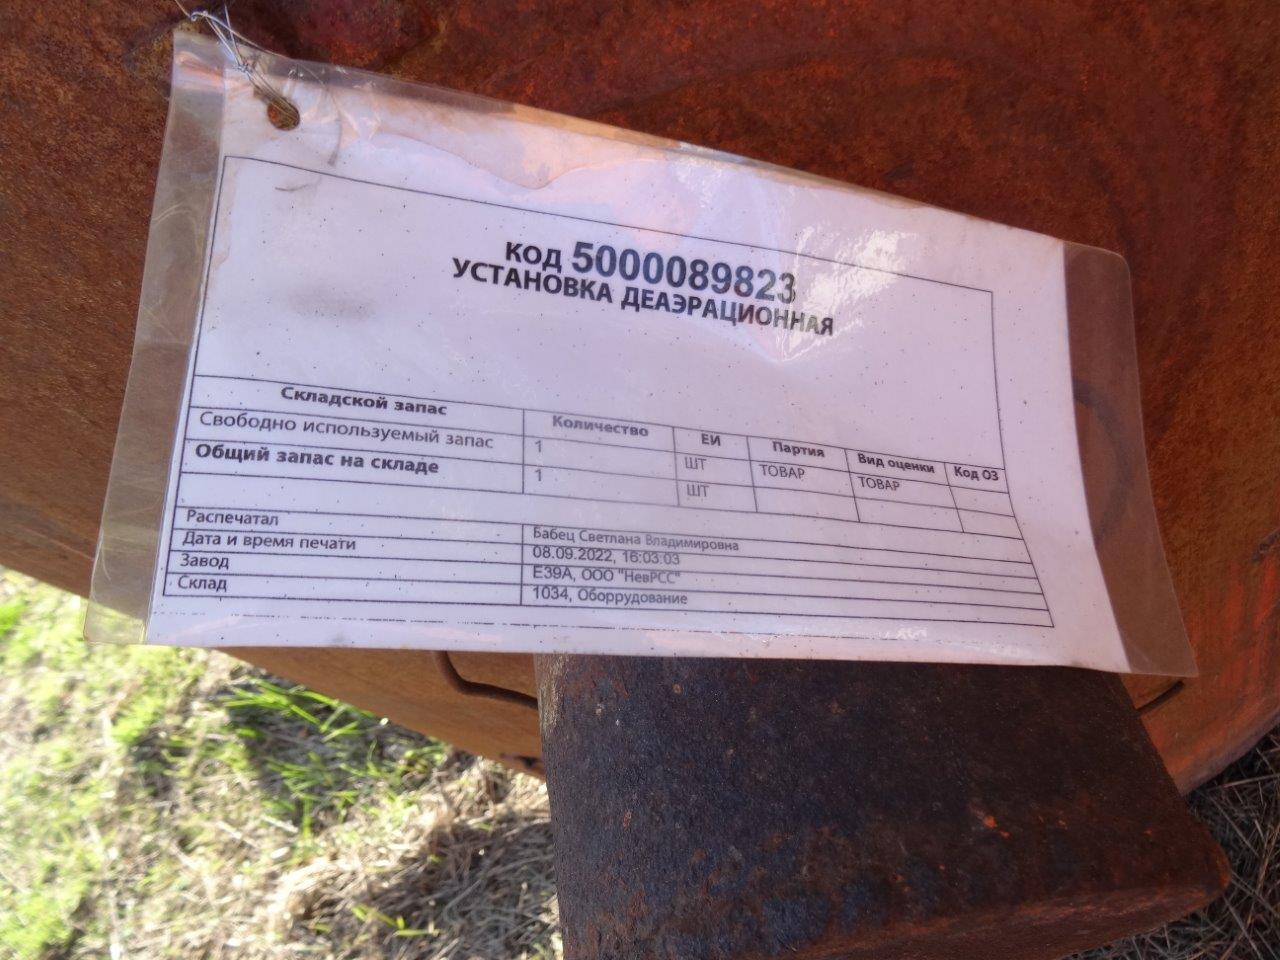 Код 5000089823
УСТАНОВКА ДЕАЭРАЦИОННАЯ
Складской запас Количество ЕИ Партия Вид оценки Код ОЗ
Свободно используемый запас 1 ШТ ТОВАР ТОВАР
Общий запас на складе 1 ШТ
Распечатал Бабец Светлана Владимировна
Дата и время печати 08.09.2022, 16:03:03
Завод Е39А, ООО "НевРСС"
Склад 1034, Оборрудование